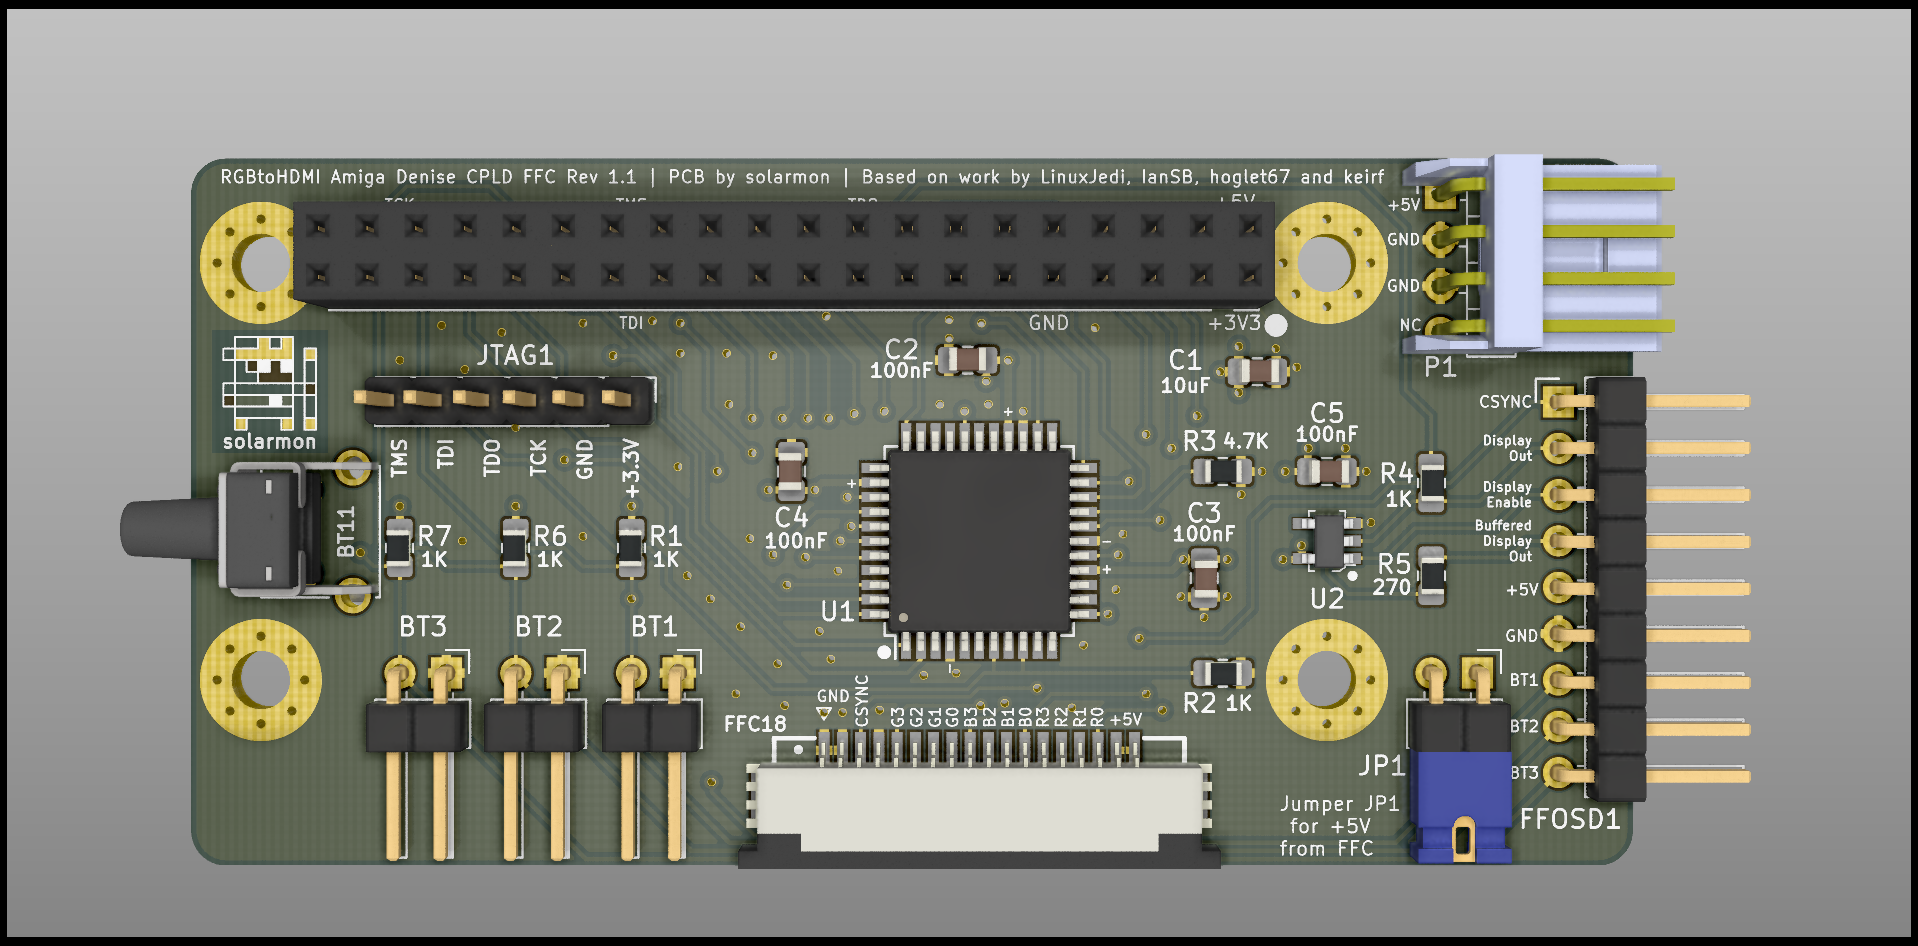 RGBtoHDMI Amiga Denise CPLD FFC Rev 1.1 | PCB by solarmon | Based on work by LinuxJedi, IanSB, hoglet67 and keirf
+5V
GND
GND
NC
P1
TDI
GND
+3V3
JTAG1
TMS
TDI
TDO
TCK
GND
+3.3V
solarmon
C2
100nF
C1
10uF
C5
100nF
R3 4.7K
R4
1K
C4
100nF
C3
100nF
U2
R5
270
BT11
R7
1K
R6
1K
R1
1K
U1
+
+
-
+
-
BT3
BT2
BT1
R2 1K
FFC18
GND
CSYNC
G3
G2
G1
G0
B3
B2
B1
B0
R3
R2
R1
R0
+5V
CSYNC
Display
Out
Display
Enable
Buffered
Display
Out
+5V
GND
BT1
BT2
BT3
FFOSD1
JP1
Jumper JP1
for +5V
from FFC